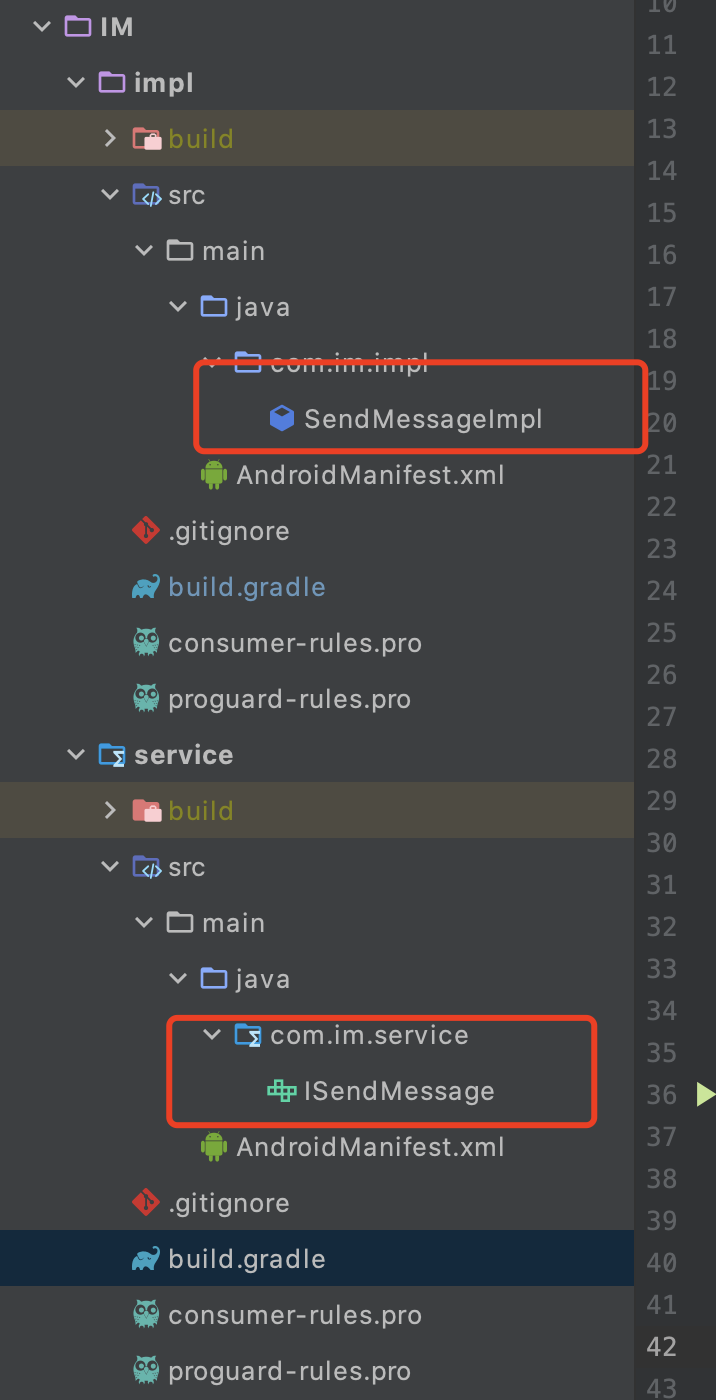 IM
impl
build
src
main
java
com.im.impl
SendMessageImpl
AndroidManifest.xml
.gitignore
build.gradle
consumer-rules.pro
proguard-rules.pro
service
build
src
main
java
com.im.service
ISendMessage
AndroidManifest.xml
.gitignore
build.gradle
consumer-rules.pro
proguard-rules.pro
10
11
12
13
14
15
16
17
18
19
20
21
22
23
24
25
26
27
28
29
30
31
32
33
34
35
36
37
38
39
40
41
42
43